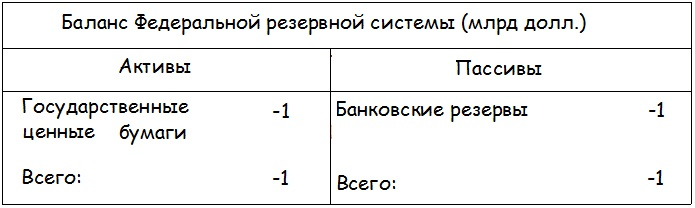 Баланс Федеральной резервной системы (млрд долл.)
Активы
Пассивы
Государственные
ценные бумаги -1
Банковские резервы -1
Всего: -1
Всего: -1